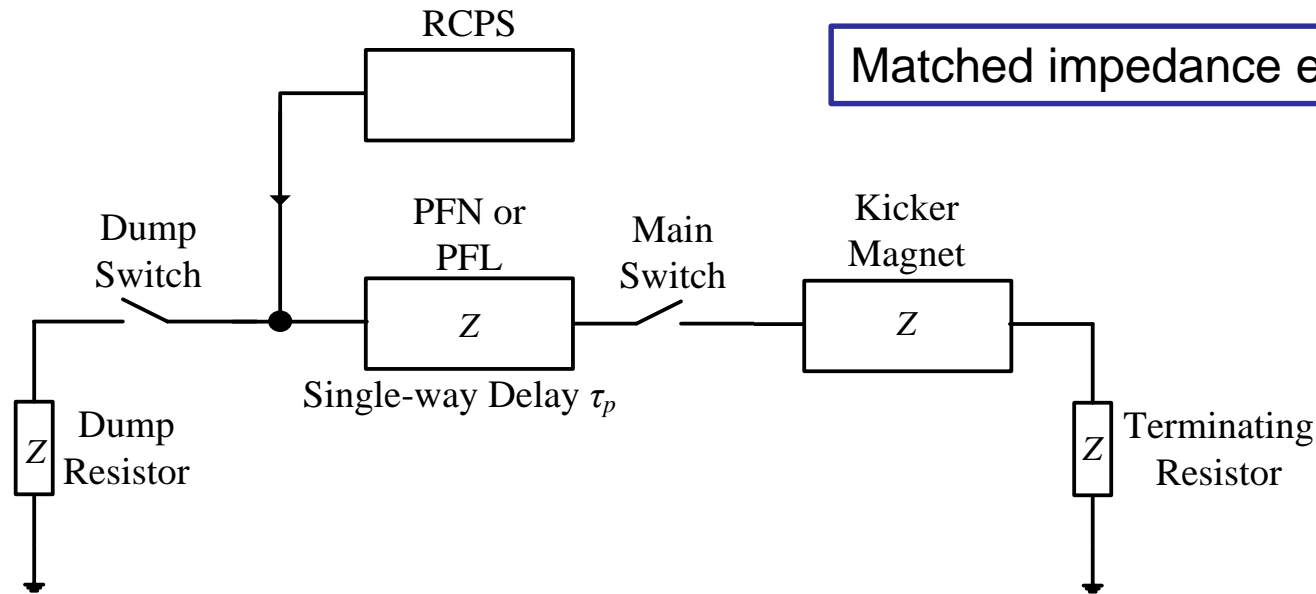 RCPS
Matched impedance e
Dump
Switch
PFN or
PFL
Main
Switch
Kicker
Magnet
Z
Z
Single-way Delay τp
Z
Dump
Resistor
Z
Terminating
Resistor